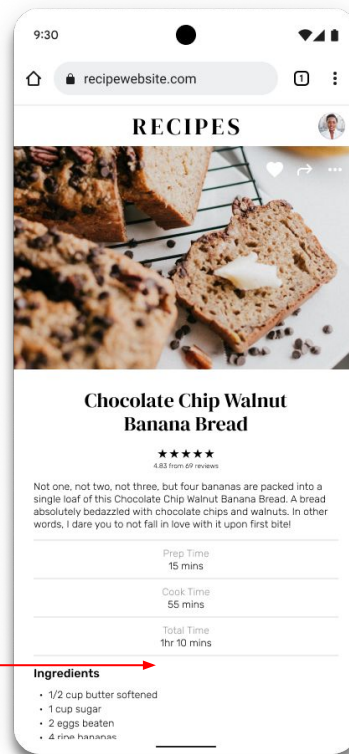 9:30
recipewebsite.com
1
RECIPES
Chocolate Chip Walnut
Banana Bread
★★★★★
4.83 from 69 reviews
Not one, not two, not three, but four bananas are packed into a
single loaf of this Chocolate Chip Walnut Banana Bread. A bread
absolutely bedazzled with chocolate chips and walnuts. In other
words, I dare you to not fall in love with it upon first bite!
Prep Time
15 mins
Cook Time
55 mins
Total Time
1hr 10 mins
Ingredients
• 1/2 cup butter softened
• 1 cup sugar
• 2 eggs beaten
• 4 ripe bananas